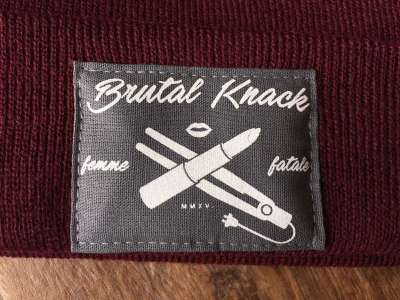 Brutal Knack
femme fatale
MMXV